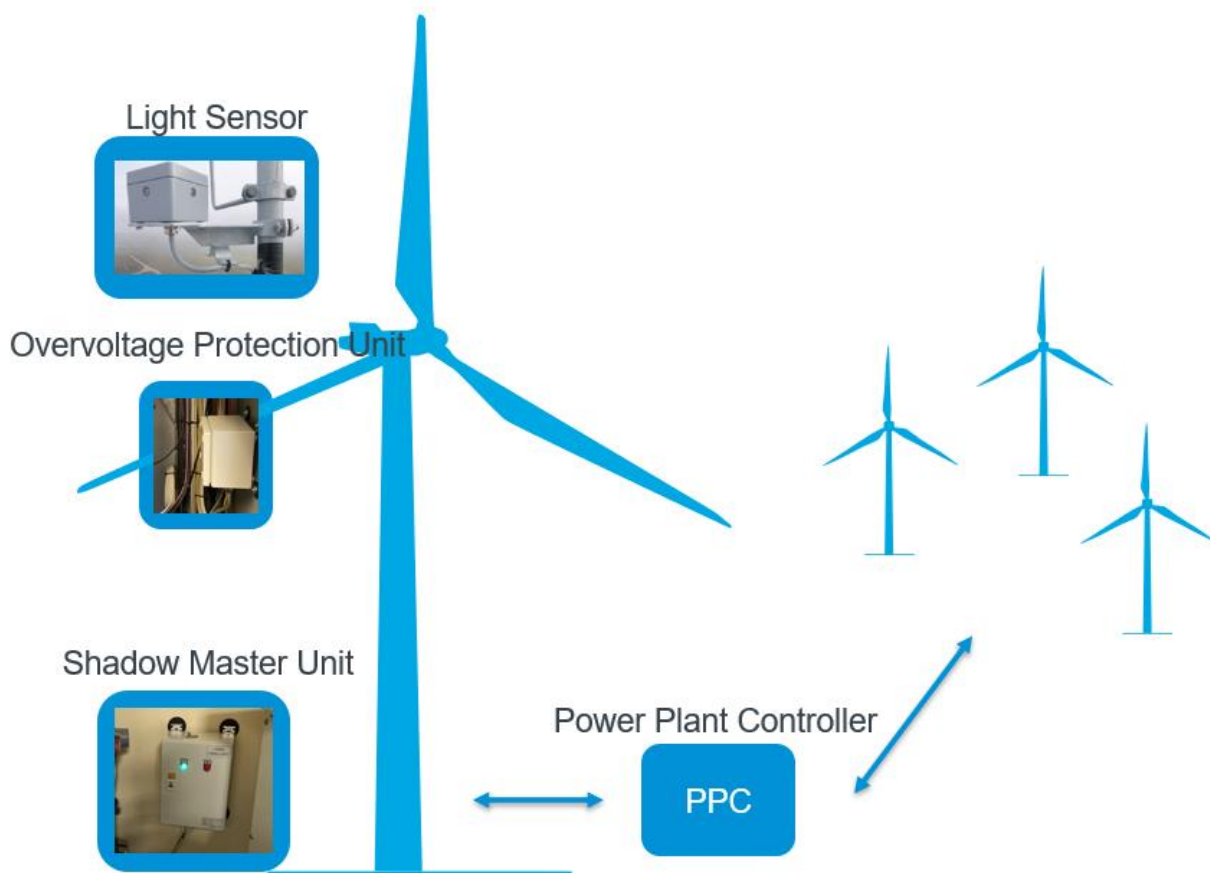 Light Sensor
Overvoltage Protection Unit
Shadow Master Unit
Power Plant Controller
PPC